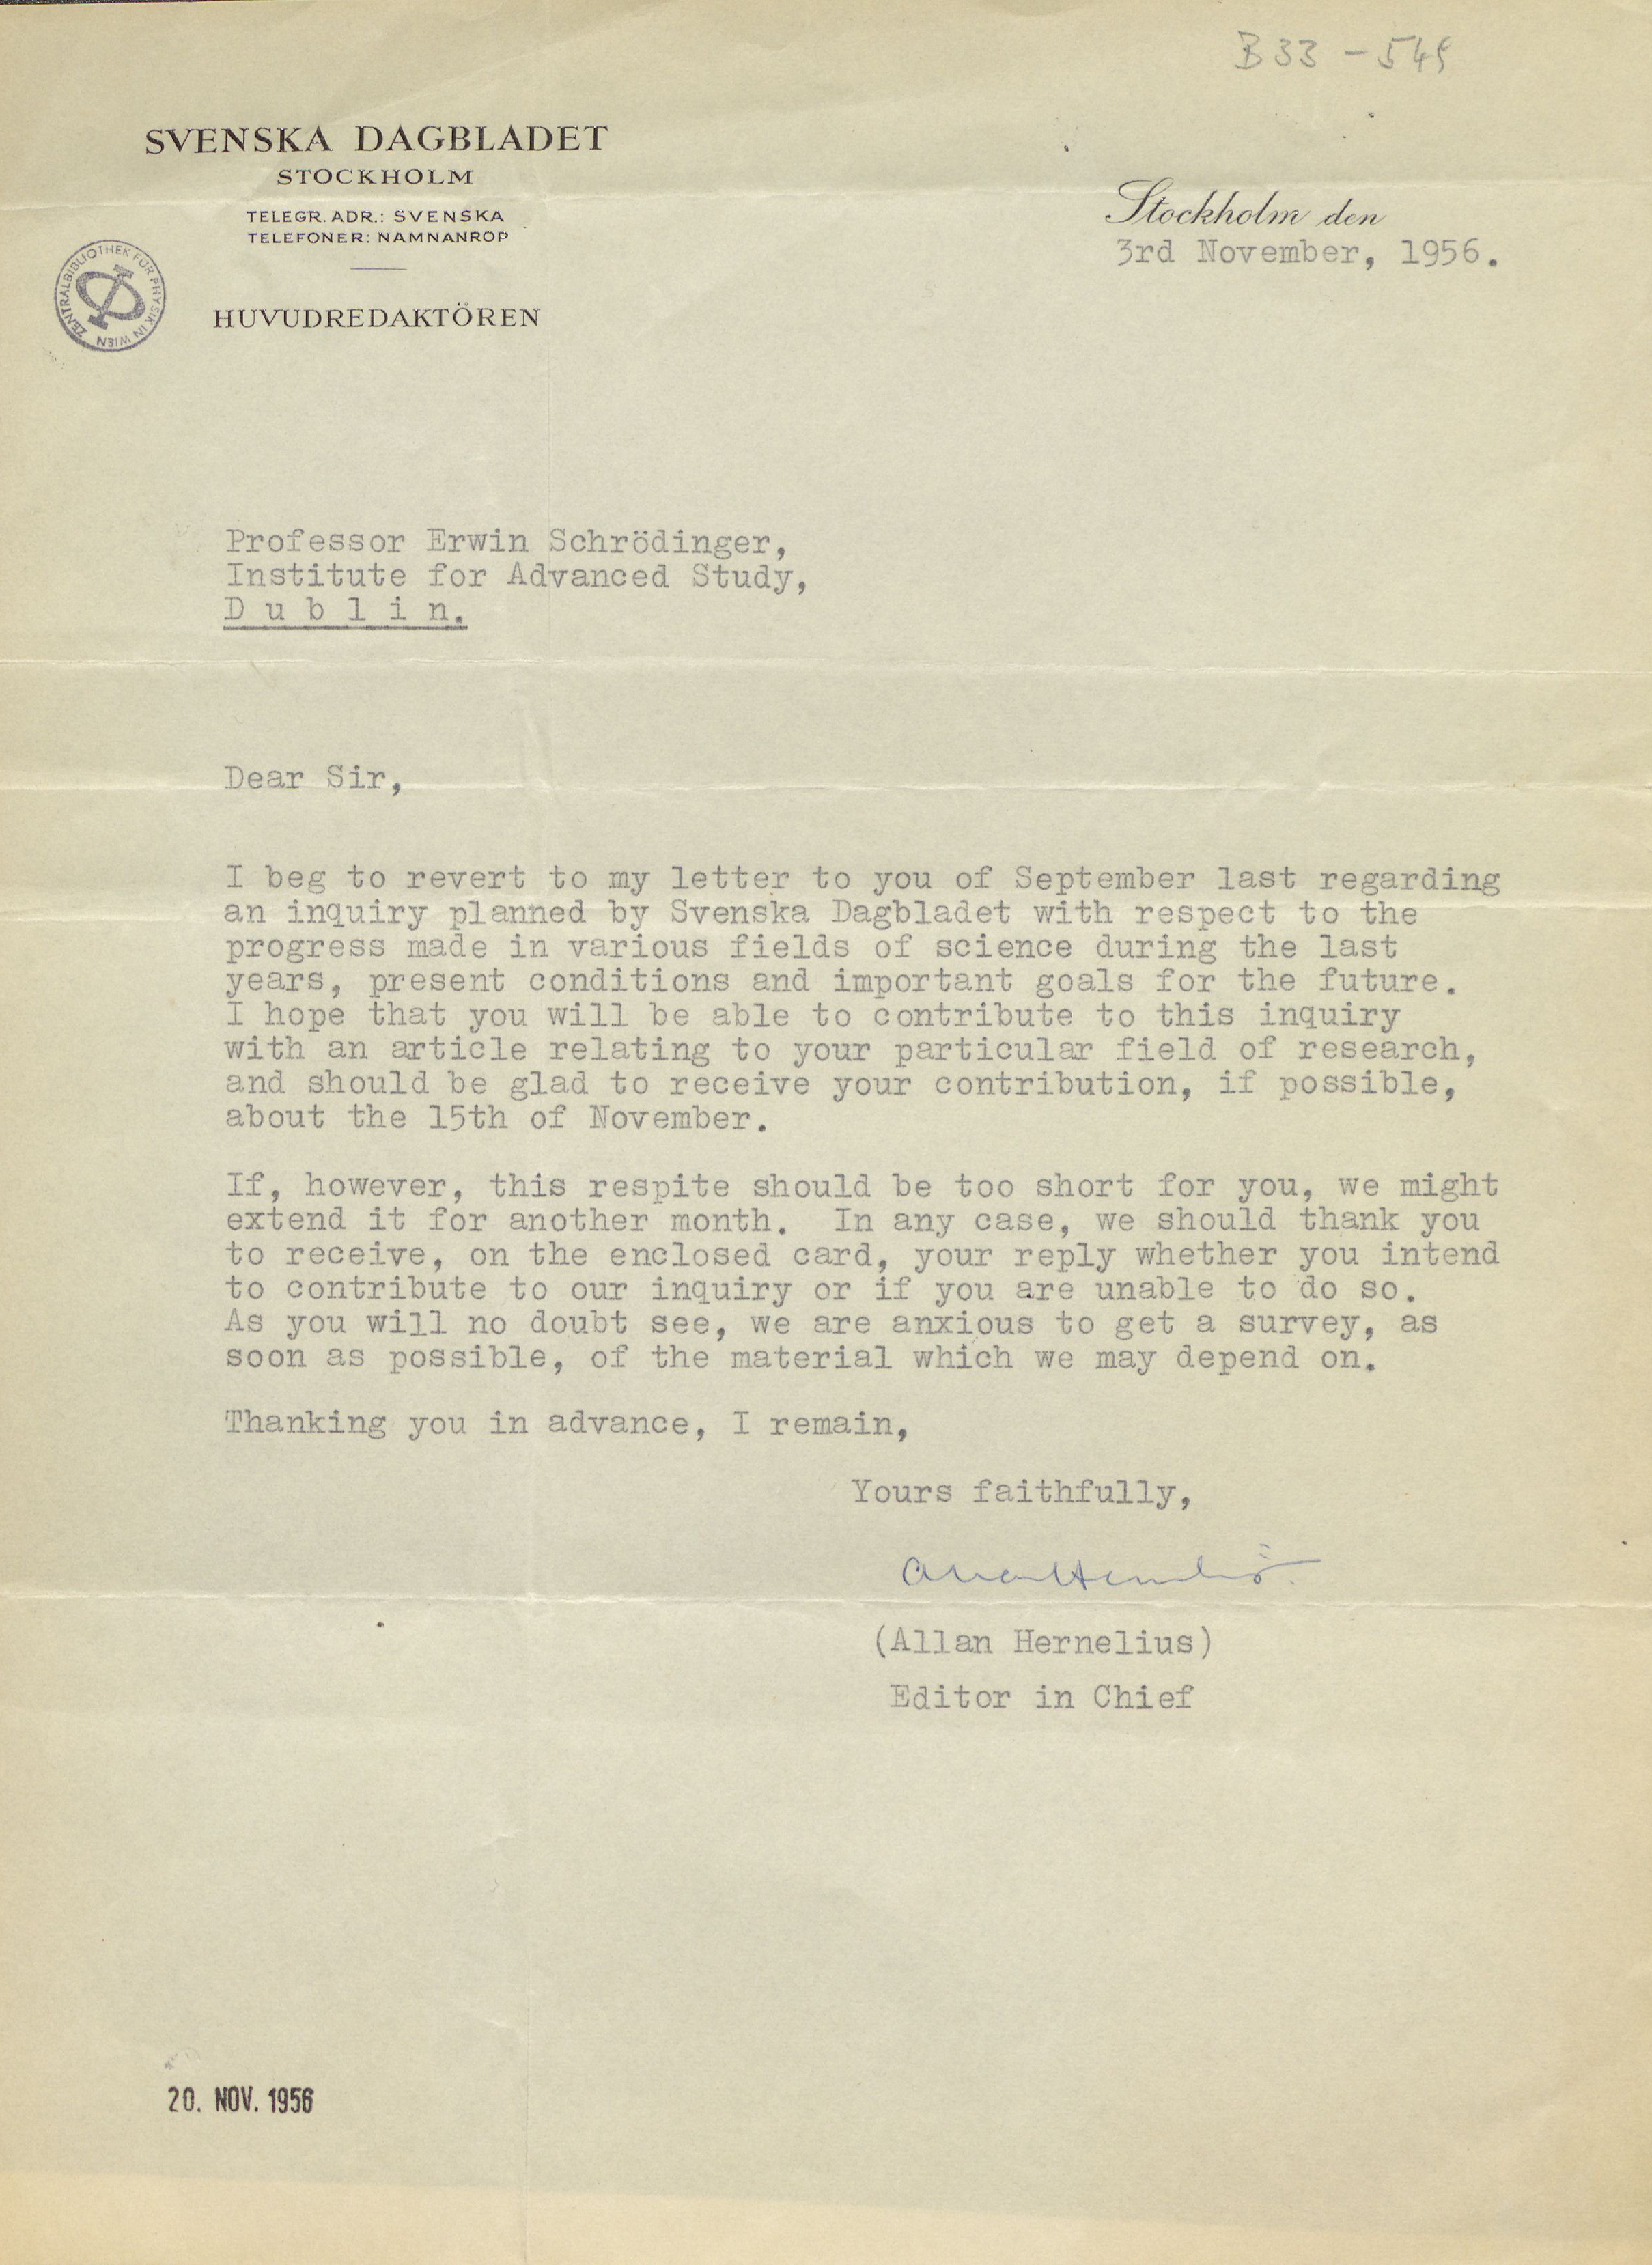 B 33 - 549
SVENSKA DAGBLADET
STOCKHOLM
TELEGR. ADR.: SVENSKA
TELEFONER: NAMNANROP
Stockholm den
3rd November, 1956.
ZENTRALBIBLIOTHEK FÜR PHYSIK IN WIEN
HUVUDREDAKTÖREN
Professor Erwin Schrödinger,
Institute for Advanced Study,
D u b l i n.
Dear Sir,
I beg to revert to my letter to you of September last regarding
an inquiry planned by Svenska Dagbladet with respect to the
progress made in various fields of science during the last
years, present conditions and important goals for the future.
I hope that you will be able to contribute to this inquiry
with an article relating to your particular field of research,
and should be glad to receive your contribution, if possible,
about the 15th of November.
If, however, this respite should be too short for you, we might
extend it for another month. In any case, we should thank you
to receive, on the enclosed card, your reply whether you intend
to contribute to our inquiry or if you are unable to do so.
As you will no doubt see, we are anxious to get a survey, as
soon as possible, of the material which we may depend on.
Thanking you in advance, I remain,
Yours faithfully,
Allan Hernelius
(Allan Hernelius)
Editor in Chief
20. NOV. 1956